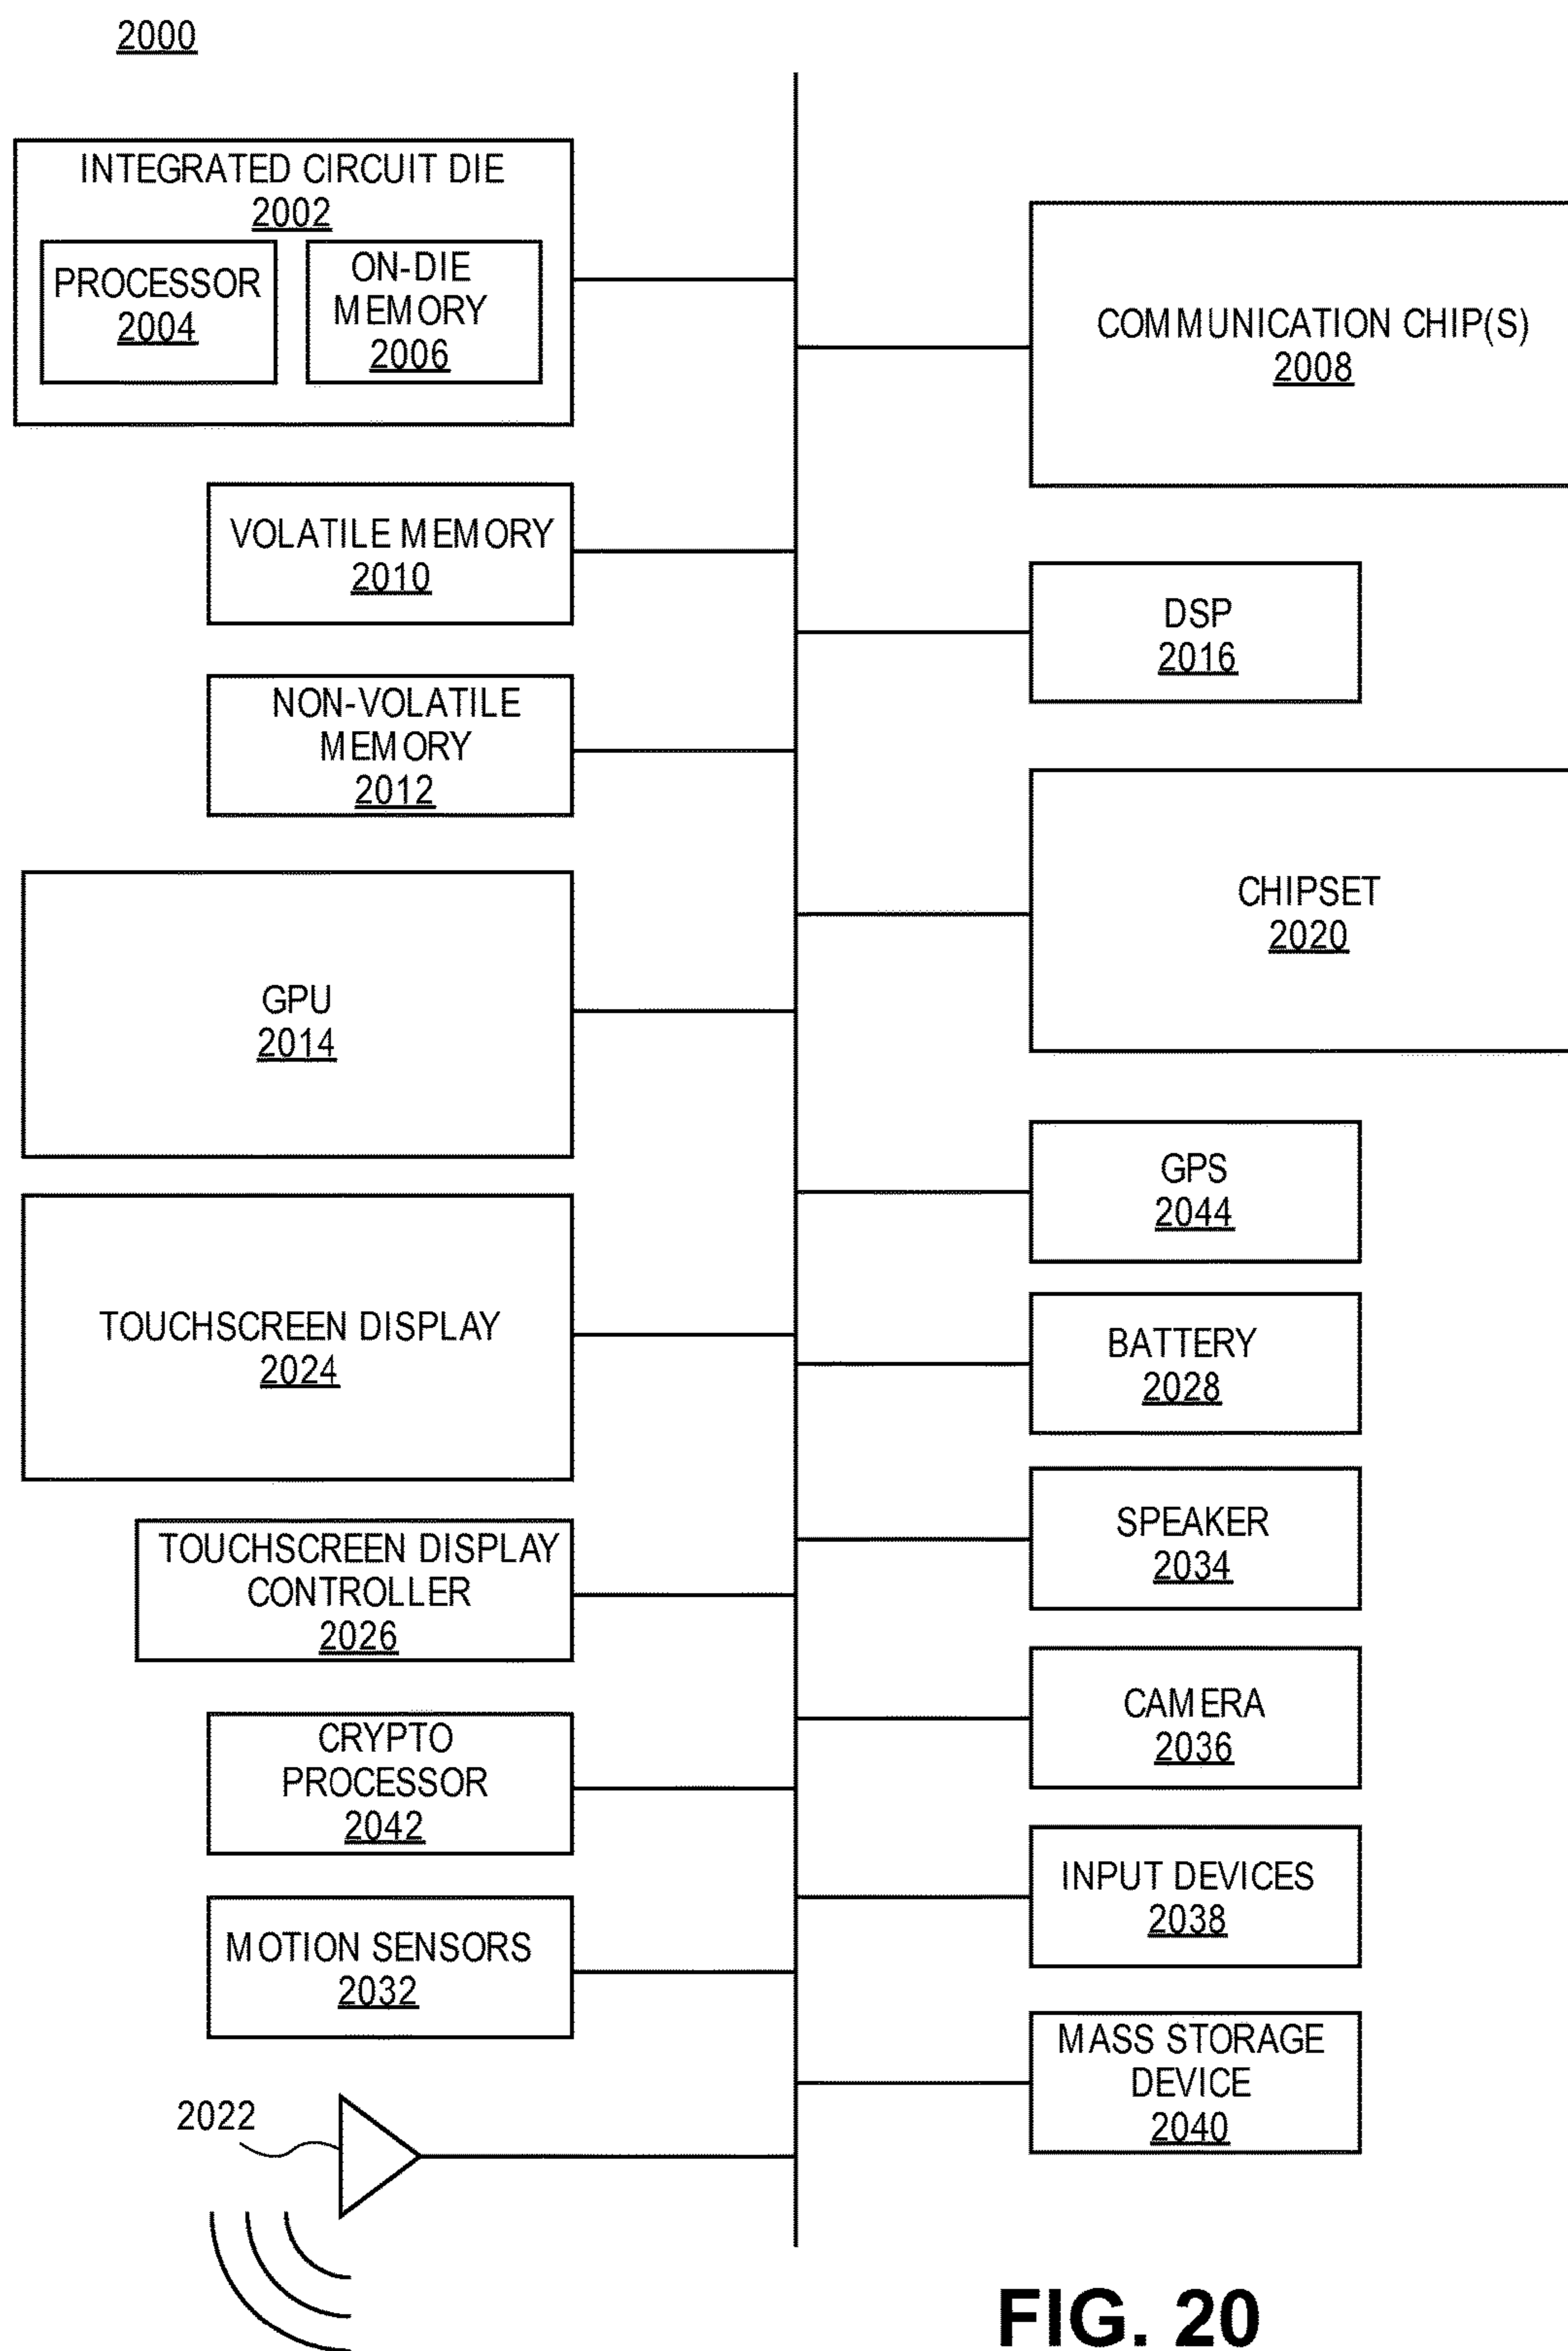 2000
INTEGRATED CIRCUIT DIE
2002
PROCESSOR
2004
ON-DIE
MEMORY
2006
COMMUNICATION CHIP(S)
2008
VOLATILE MEMORY
2010
DSP
2016
NON-VOLATILE
MEMORY
2012
CHIPSET
2020
GPU
2014
GPS
2044
TOUCHSCREEN DISPLAY
2024
BATTERY
2028
SPEAKER
2034
TOUCHSCREEN DISPLAY
CONTROLLER
2026
CAMERA
2036
CRYPTO
PROCESSOR
2042
INPUT DEVICES
2038
MOTION SENSORS
2032
MASS STORAGE
DEVICE
2040
2022
FIG. 20